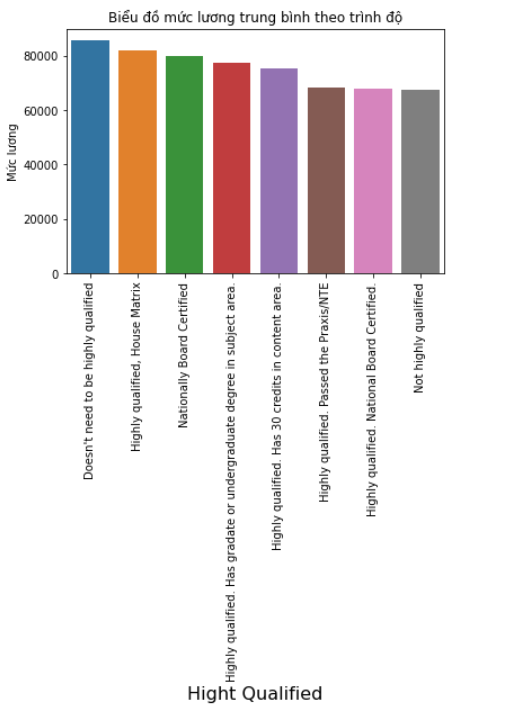 Biểu đồ mức lương trung bình theo trình độ
Mức lương
80000
60000
40000
20000
0
Doesn't need to be highly qualified
Highly qualified, House Matrix
Nationally Board Certified
Highly qualified. Has gradate or undergraduate degree in subject area.
Highly qualified. Has 30 credits in content area.
Highly qualified. Passed the Praxis/NTE
Highly qualified. National Board Certified.
Not highly qualified
Hight Qualified